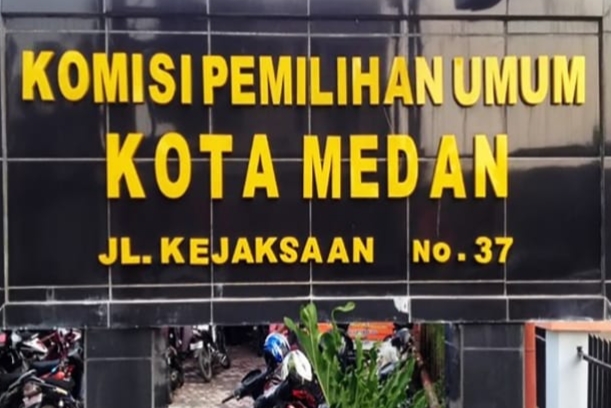 KOMISI PEMILIHAN UMUM
KOTA MEDAN
JL. KEJAKSAAN No. 37